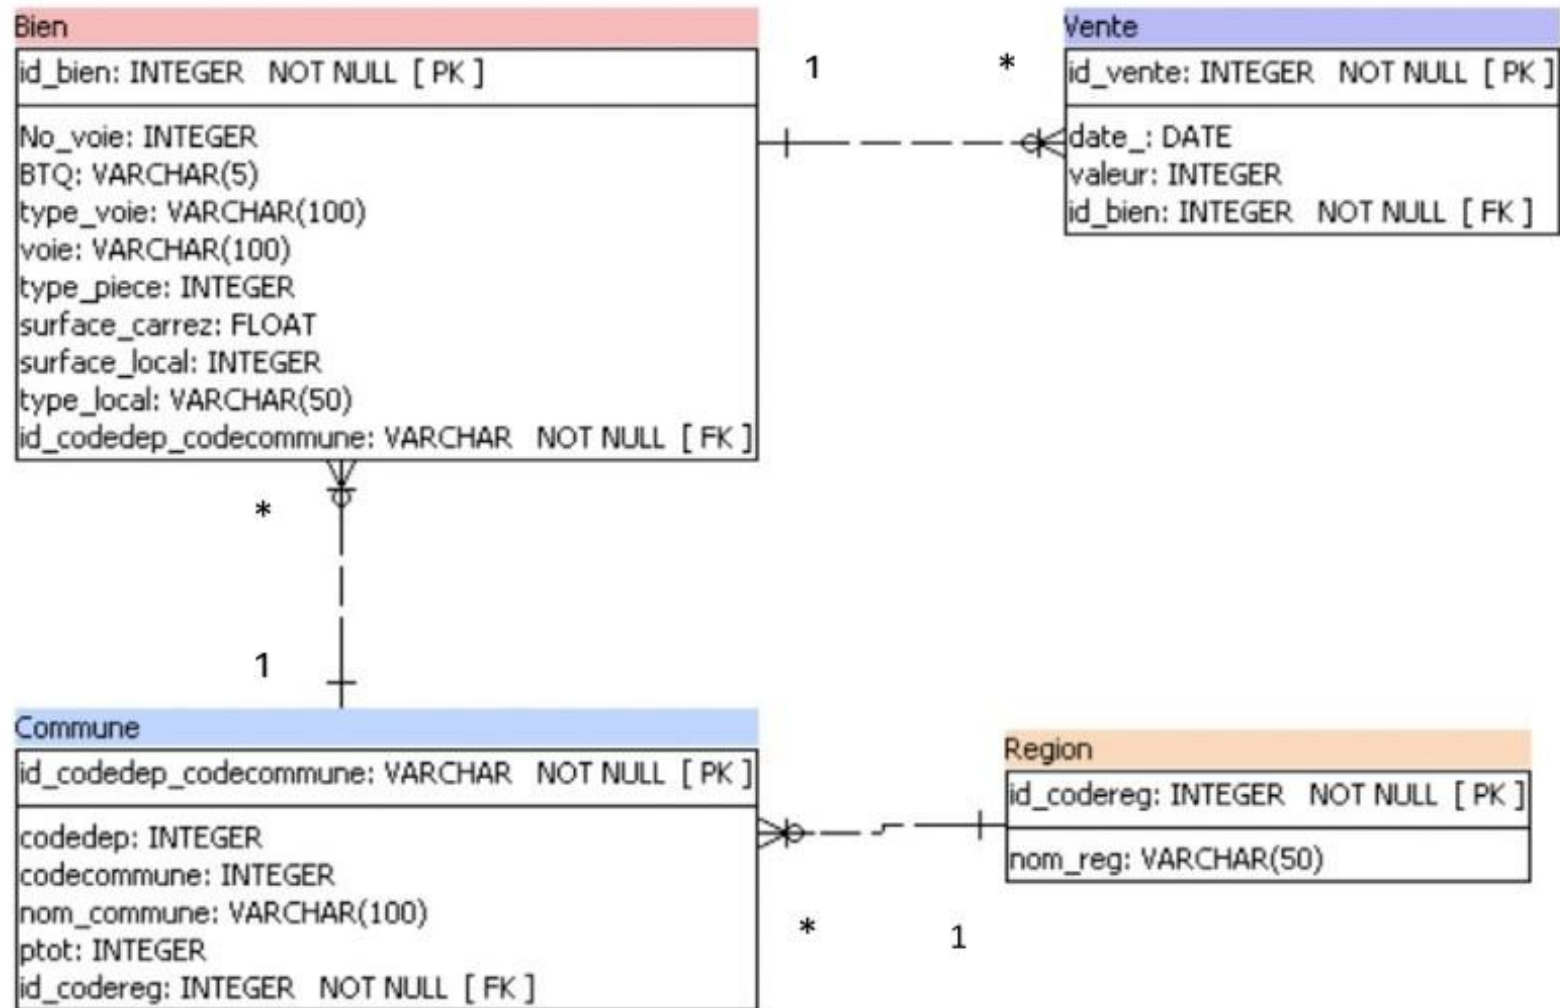 Bien
id_bien: INTEGER NOT NULL [ PK ]
No_voie: INTEGER
BTQ: VARCHAR(5)
type_voie: VARCHAR(100)
voie: VARCHAR(100)
type_piece: INTEGER
surface_carrez: FLOAT
surface_local: INTEGER
type_local: VARCHAR(50)
id_codedep_codecommune: VARCHAR NOT NULL [ FK ]
1
*
Vente
id_vente: INTEGER NOT NULL [ PK ]
date_: DATE
valeur: INTEGER
id_bien: INTEGER NOT NULL [ FK ]
*
1
Commune
id_codedep_codecommune: VARCHAR NOT NULL [ PK ]
codedep: INTEGER
codecommune: INTEGER
nom_commune: VARCHAR(100)
ptot: INTEGER
id_codereg: INTEGER NOT NULL [ FK ]
*
1
Region
id_codereg: INTEGER NOT NULL [ PK ]
nom_reg: VARCHAR(50)